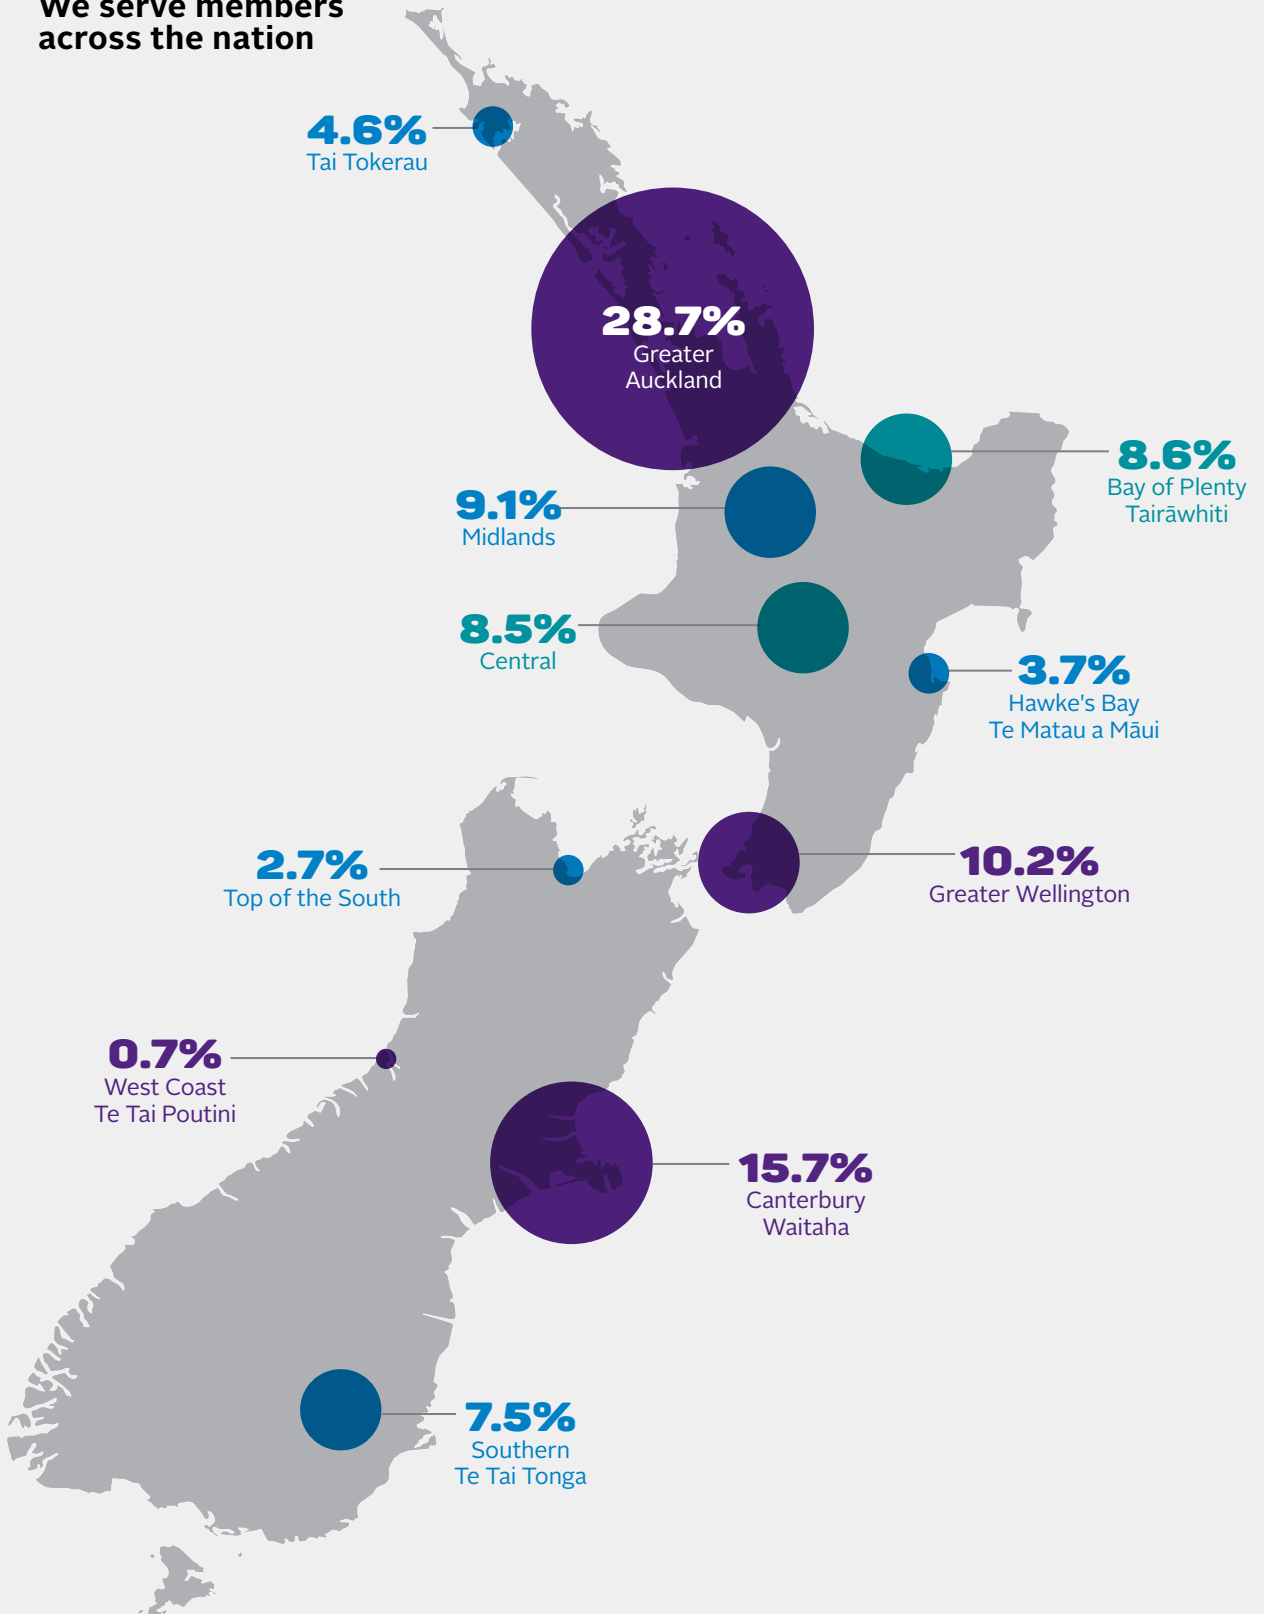 We serve members
across the nation
4.6%
Tai Tokerau
28.7%
Greater
Auckland
8.6%
Bay of Plenty
Tairāwhiti
9.1%
Midlands
8.5%
Central
3.7%
Hawke's Bay
Te Matau a Māui
2.7%
Top of the South
10.2%
Greater Wellington
0.7%
West Coast
Te Tai Poutini
15.7%
Canterbury
Waitaha
7.5%
Southern
Te Tai Tonga